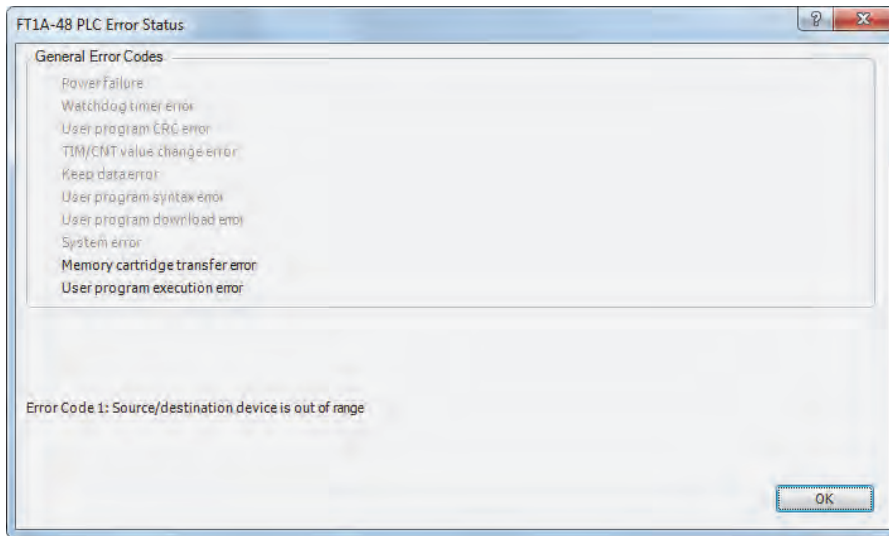 FT1A-48 PLC Error Status
General Error Codes
Power failure
Watchdog timer error
User program CRC error
TIM/CNT value change error
Keep data error
User program syntax error
User program download error
System error
Memory cartridge transfer error
User program execution error
Error Code 1: Source/destination device is out of range
OK